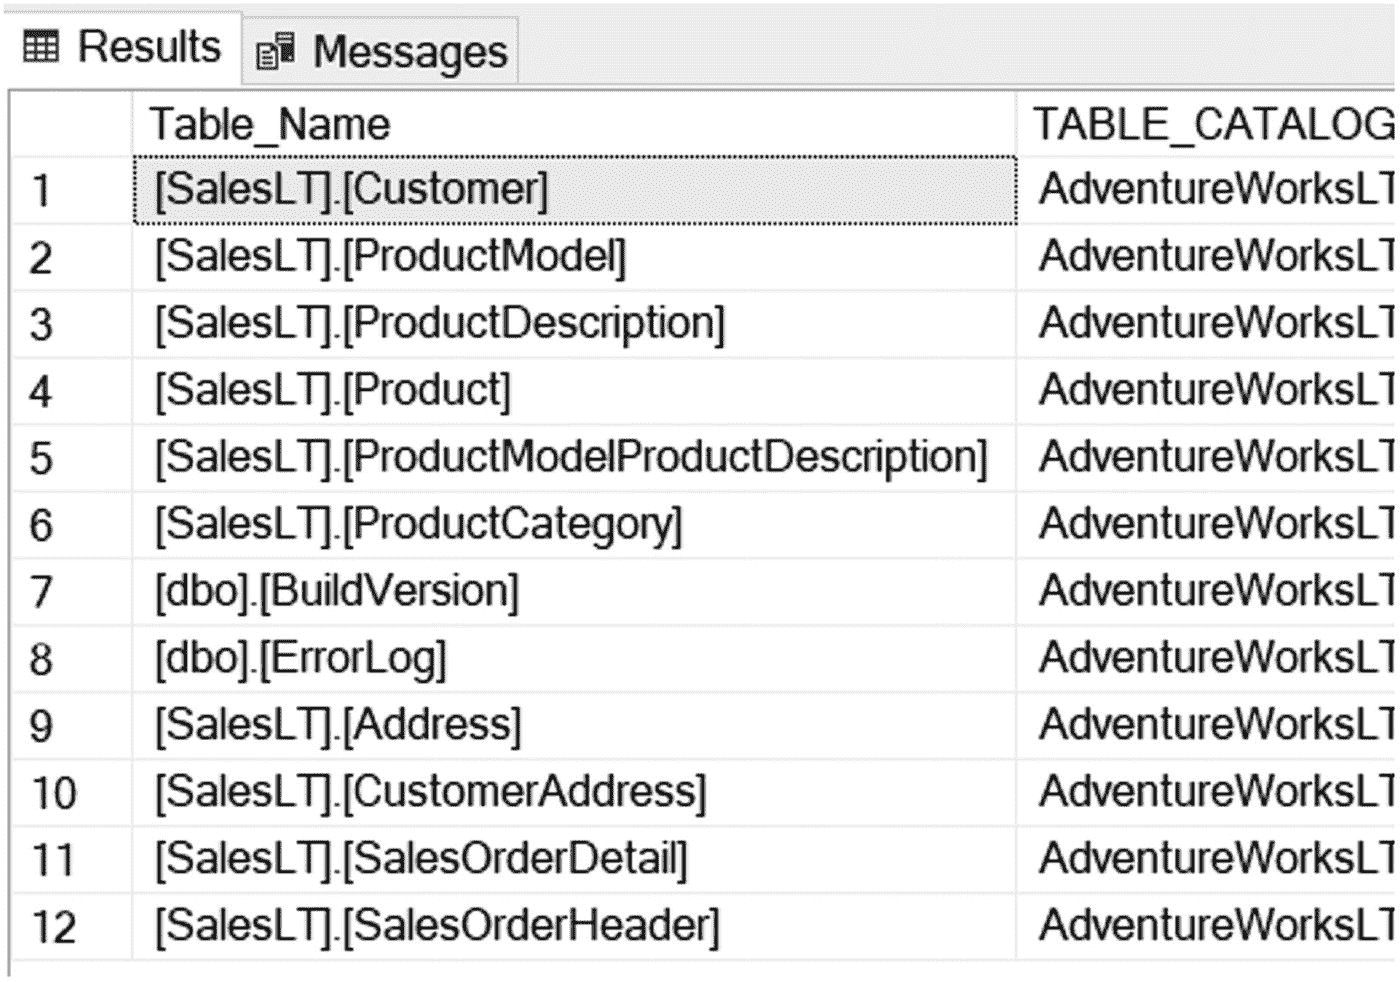 Results Messages
Table_Name TABLE_CATALOG
1 [SalesLT].[Customer] AdventureWorksLT
2 [SalesLT].[ProductModel] AdventureWorksLT
3 [SalesLT].[ProductDescription] AdventureWorksLT
4 [SalesLT].[Product] AdventureWorksLT
5 [SalesLT].[ProductModelProductDescription] AdventureWorksLT
6 [SalesLT].[ProductCategory] AdventureWorksLT
7 [dbo].[BuildVersion] AdventureWorksLT
8 [dbo].[ErrorLog] AdventureWorksLT
9 [SalesLT].[Address] AdventureWorksLT
10 [SalesLT].[CustomerAddress] AdventureWorksLT
11 [SalesLT].[SalesOrderDetail] AdventureWorksLT
12 [SalesLT].[SalesOrderHeader] AdventureWorksLT